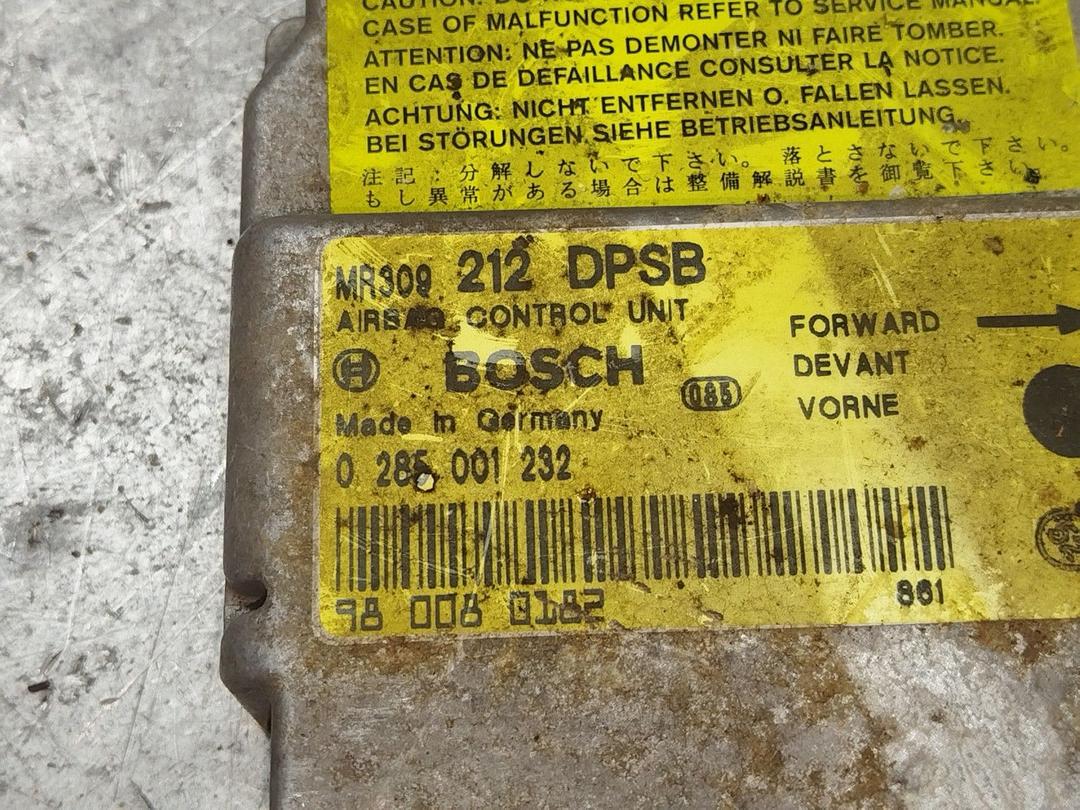 CAUTION: DO
CASE OF MALFUNCTION REFER TO SERVICE MANUAL.
ATTENTION: NE PAS DEMONTER NI FAIRE TOMBER.
EN CAS DE DEFAILLANCE CONSULTER LA NOTICE.
ACHTUNG: NICHT ENTFERNEN O. FALLEN LASSEN.
BEI STÖRUNGEN SIEHE BETRIEBSANLEITUNG.
注記：分解しないで下さい。落とさないで下さい。
もし異常がある場合は整備解説書を御覧下さい。
MR309 212 DPSB
AIRBAG CONTROL UNIT
BOSCH
085
Made in Germany
0 285 001 232
FORWARD
DEVANT
VORNE
98 006 0182
861